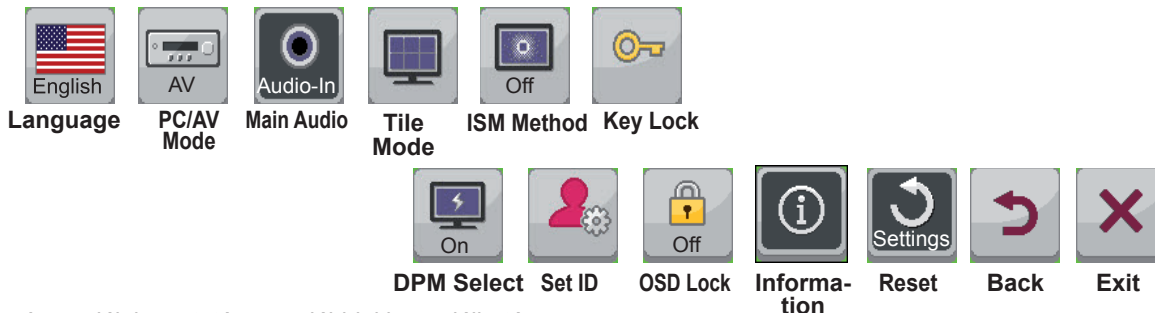 English AV Audio-In Off
Language PC/AV Mode Main Audio Tile Mode ISM Method Key Lock
On Off Settings
DPM Select Set ID OSD Lock Informa-tion Reset Back Exit